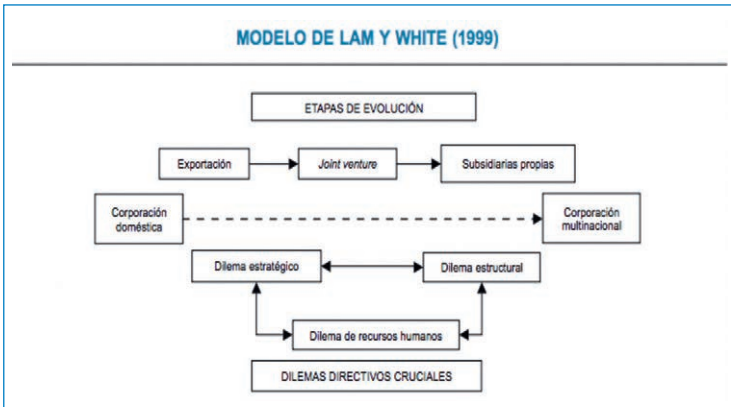 MODELO DE LAM Y WHITE (1999)
ETAPAS DE EVOLUCIÓN
Exportación
Joint venture
Subsidiarias propias
Corporación
doméstica
Corporación
multinacional
Dilema estratégico
Dilema estructural
Dilema de recursos humanos
DILEMAS DIRECTIVOS CRUCIALES